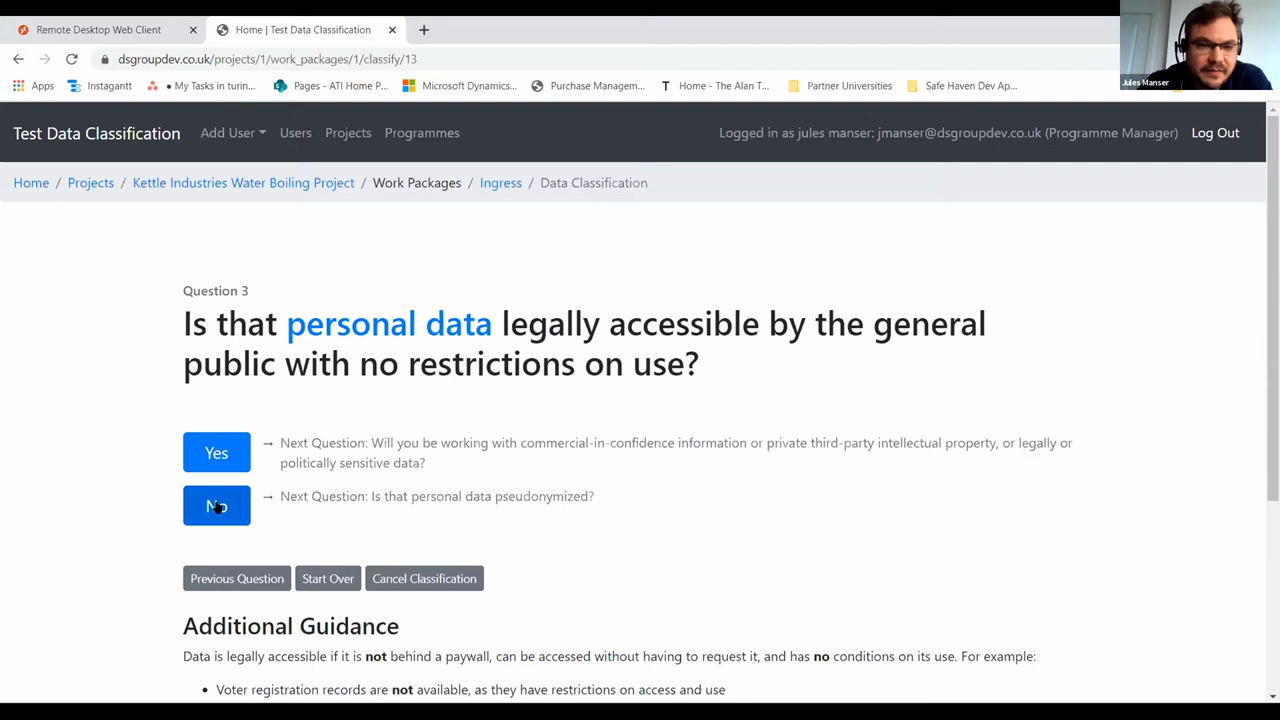 Remote Desktop Web Client
Home | Test Data Classification
dsgroupdev.co.uk/projects/1/work_packages/1/classify/13
Apps
Instagantt
• My Tasks in turin...
Pages - ATI Home P...
Microsoft Dynamics...
Purchase Managem...
T Home - The Alan T...
Partner Universities
Safe Haven Dev Ap...
Jules Manser
Test Data Classification Add User Users Projects Programmes Logged in as jules manser: jmanser@dsgroupdev.co.uk (Programme Manager) Log Out
Home / Projects / Kettle Industries Water Boiling Project / Work Packages / Ingress / Data Classification
Question 3
Is that personal data legally accessible by the general
public with no restrictions on use?
Yes → Next Question: Will you be working with commercial-in-confidence information or private third-party intellectual property, or legally or
politically sensitive data?
No → Next Question: Is that personal data pseudonymized?
Previous Question Start Over Cancel Classification
Additional Guidance
Data is legally accessible if it is not behind a paywall, can be accessed without having to request it, and has no conditions on its use. For example:
• Voter registration records are not available, as they have restrictions on access and use